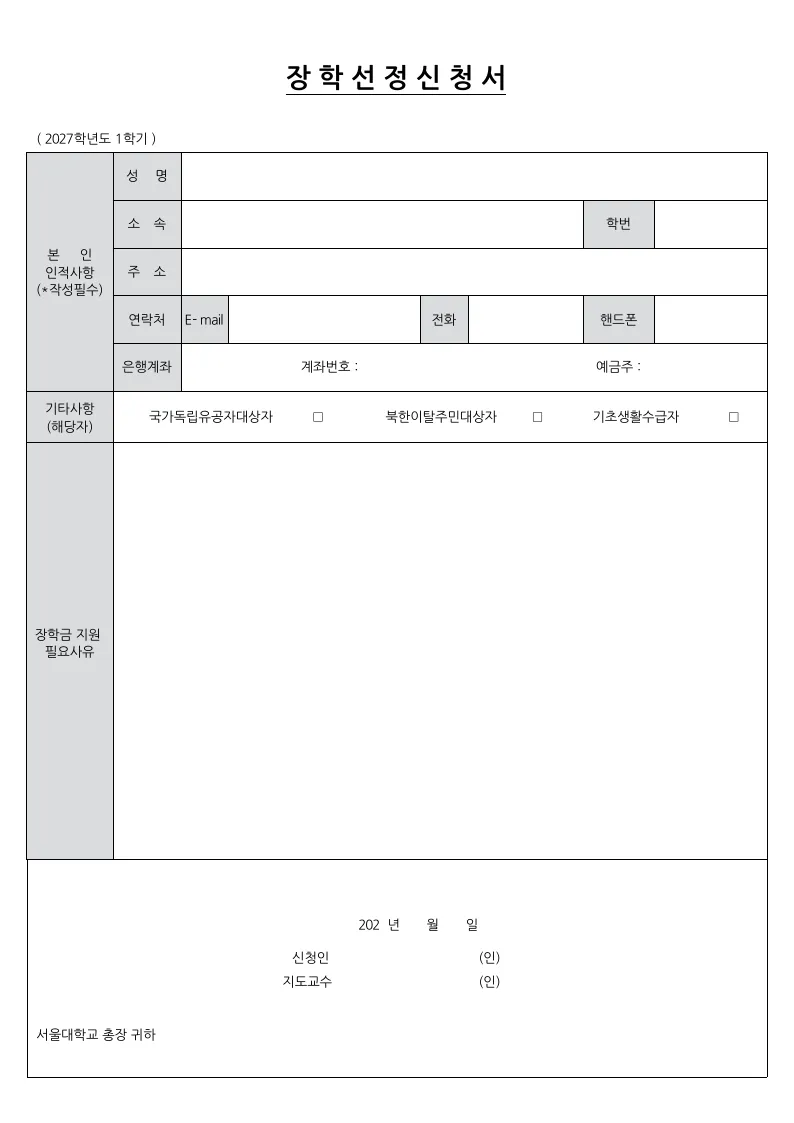 장 학 선 정 신 청 서
( 2027학년도 1학기 )
본 인
인적사항
(*작성필수)
성 명
소 속
학번
주 소
연락처
E- mail
전화
핸드폰
은행계좌
계좌번호 :
예금주 :
기타사항
(해당자)
국가독립유공자대상자 □
북한이탈주민대상자 □
기초생활수급자 □
장학금 지원
필요사유
202 년 월 일
신청인 (인)
지도교수 (인)
서울대학교 총장 귀하